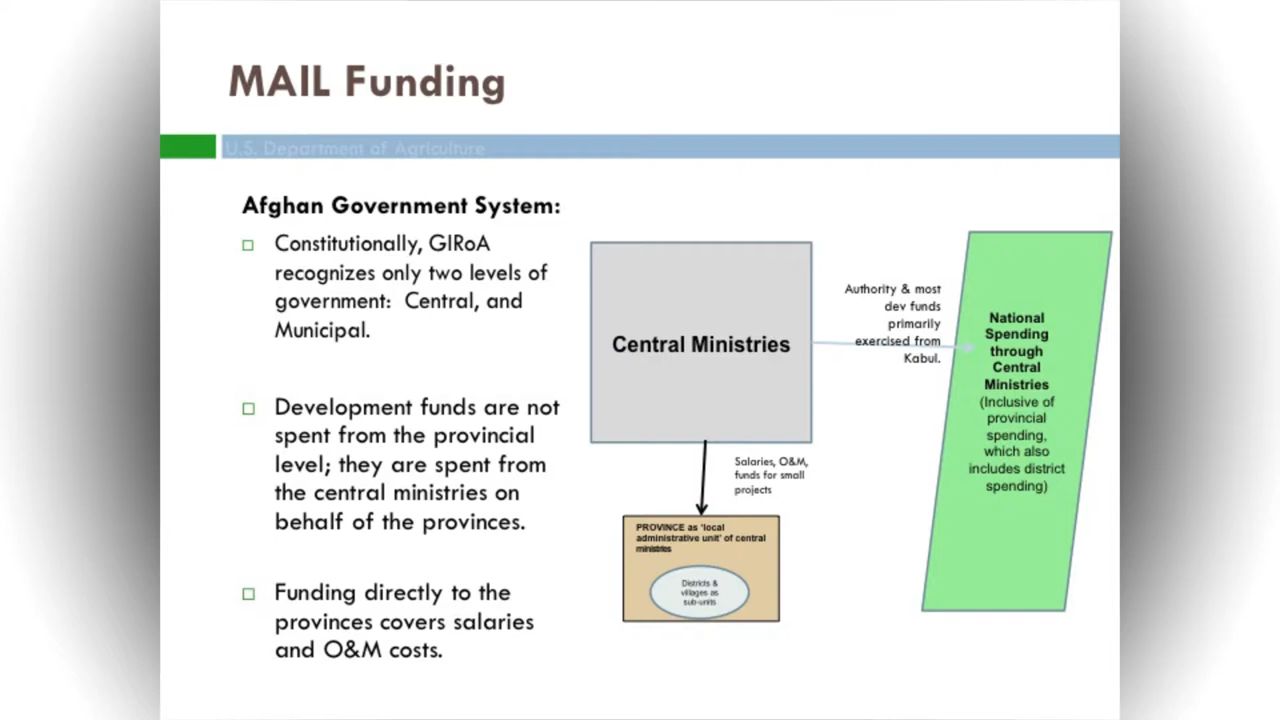 MAIL Funding
U.S. Department of Agriculture
Afghan Government System:
Constitutionally, GIRoA
recognizes only two levels of
government: Central, and
Municipal.
Development funds are not
spent from the provincial
level; they are spent from
the central ministries on
behalf of the provinces.
Funding directly to the
provinces covers salaries
and O&M costs.
Central Ministries
Authority & most
dev funds
primarily
exercised from
Kabul.
National
Spending
through
Central
Ministries
(Inclusive of
provincial
spending,
which also
includes district
spending)
Salaries, O&M,
funds for small
projects
PROVINCE as 'local
administrative unit' of central
ministries
Districts &
villages as
sub-units